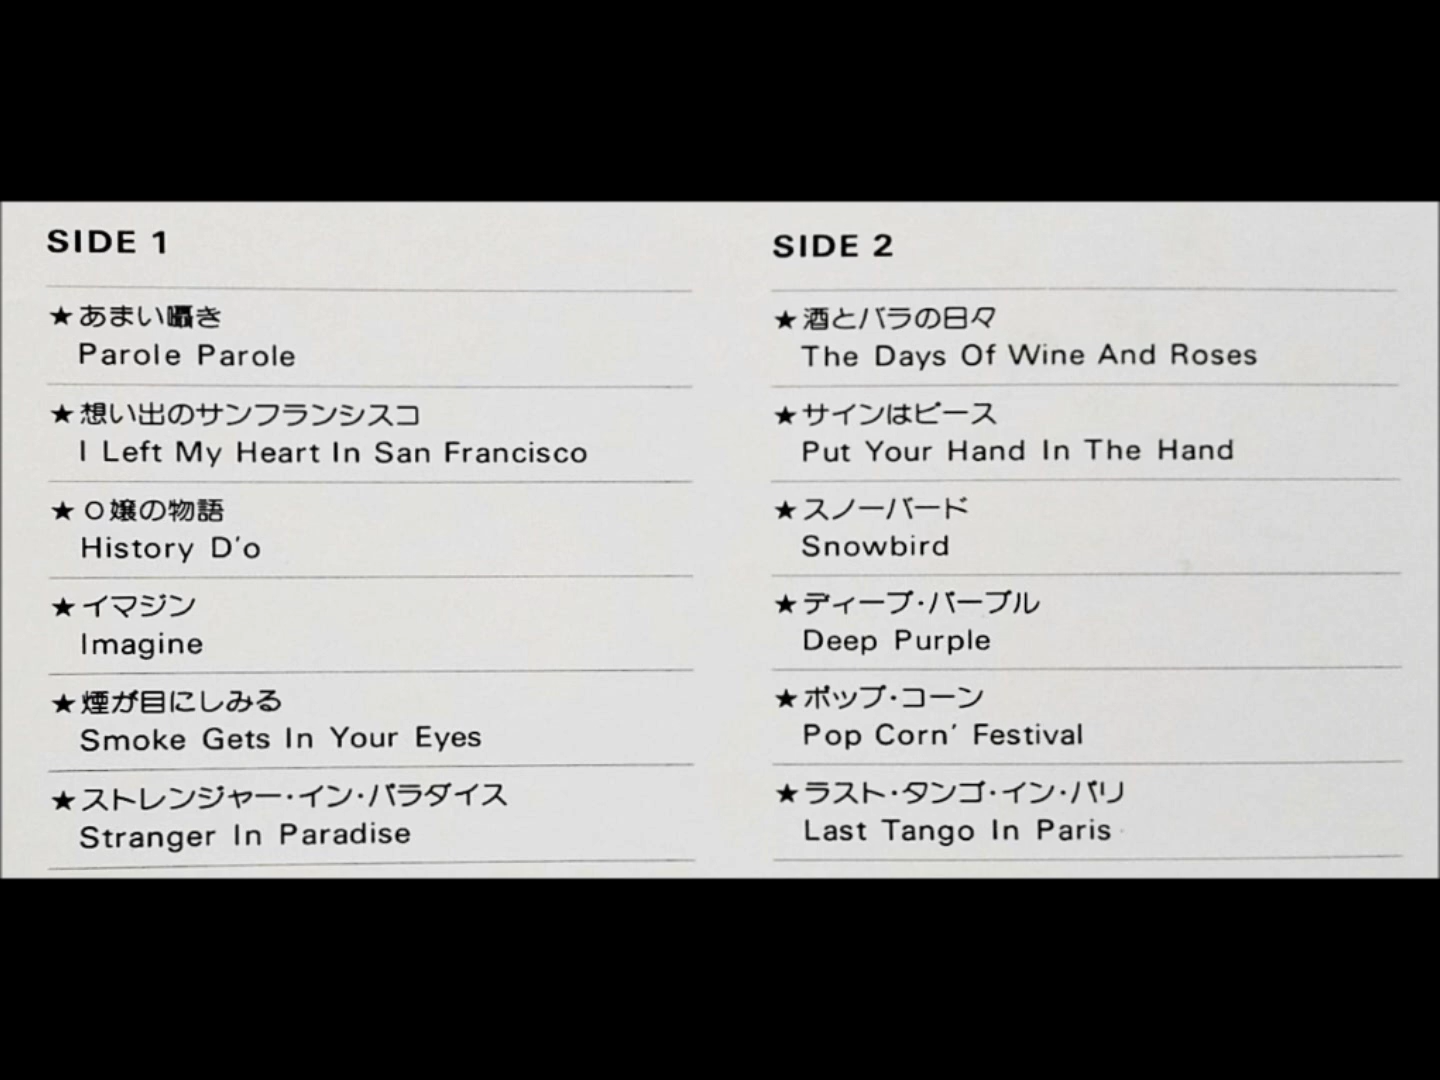 SIDE 1
★あまい囁き
Parole Parole
★想い出のサンフランシスコ
I Left My Heart In San Francisco
★O嬢の物語
History D'o
★イマジン
Imagine
★煙が目にしみる
Smoke Gets In Your Eyes
★ストレンジャー・イン・パラダイス
Stranger In Paradise
SIDE 2
★酒とバラの日々
The Days Of Wine And Roses
★サインはピース
Put Your Hand In The Hand
★スノーバード
Snowbird
★ディープ・パープル
Deep Purple
★ポップ・コーン
Pop Corn' Festival
★ラスト・タンゴ・イン・パリ
Last Tango In Paris